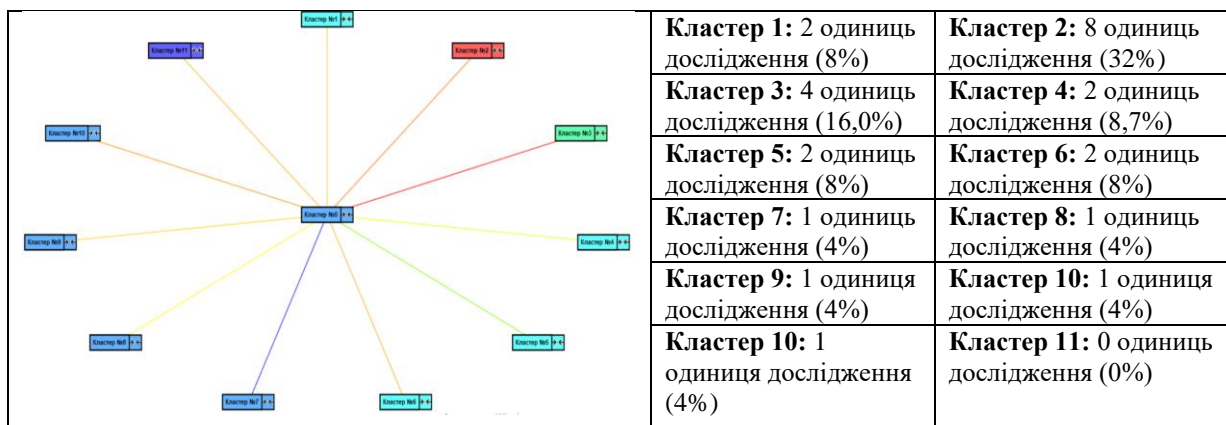 Кластер №1
Кластер №11
Кластер №2
Кластер №10
Кластер №3
Кластер №0
Кластер №9
Кластер №4
Кластер №8
Кластер №5
Кластер №7
Кластер №6
Кластер 1: 2 одиниць
дослідження (8%)
Кластер 2: 8 одиниць
дослідження (32%)
Кластер 3: 4 одиниць
дослідження (16,0%)
Кластер 4: 2 одиниць
дослідження (8,7%)
Кластер 5: 2 одиниць
дослідження (8%)
Кластер 6: 2 одиниць
дослідження (8%)
Кластер 7: 1 одиниць
дослідження (4%)
Кластер 8: 1 одиниць
дослідження (4%)
Кластер 9: 1 одиниця
дослідження (4%)
Кластер 10: 1 одиниця
дослідження (4%)
Кластер 10: 1
одиниця дослідження
(4%)
Кластер 11: 0 одиниць
дослідження (0%)